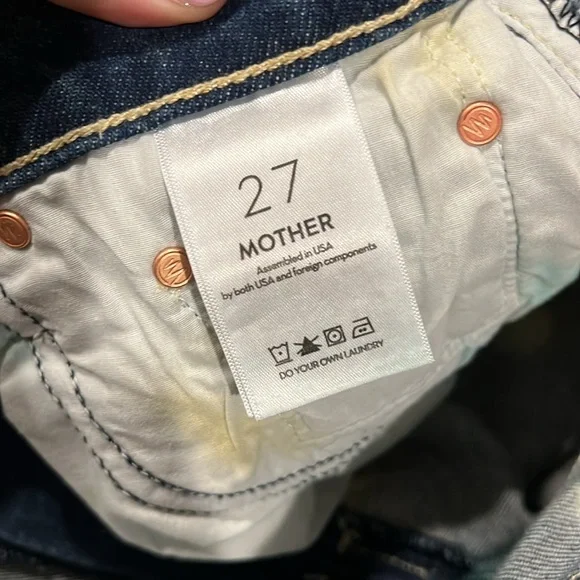 27
MOTHER
Assembled in USA
by both USA and foreign components
DO YOUR OWN LAUNDRY